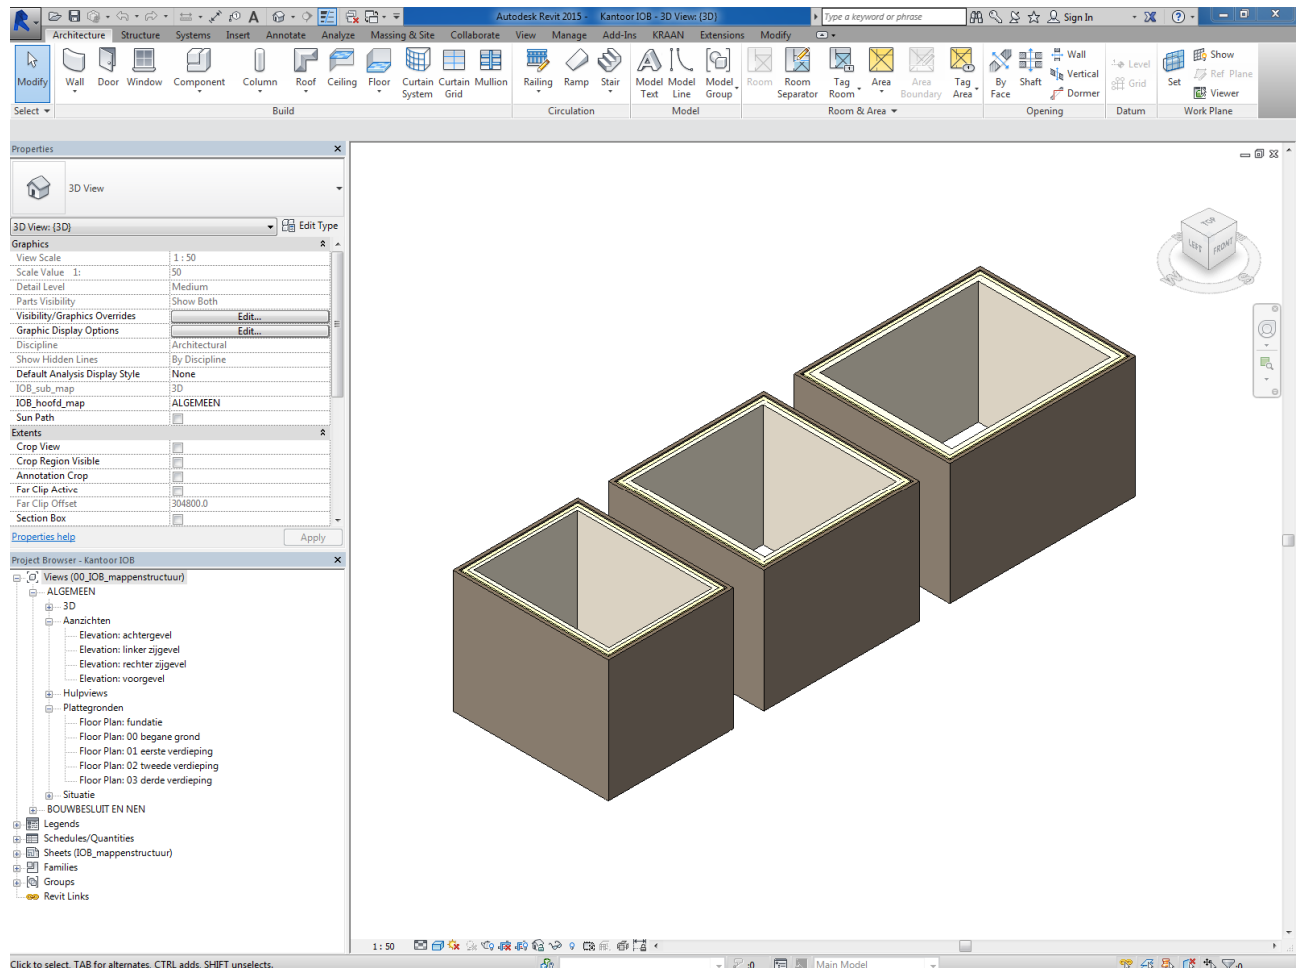 Autodesk Revit 2015 - Kantoor IOB - 3D View: {3D}
Type a keyword or phrase
Sign In
Architecture Structure Systems Insert Annotate Analyze Massing & Site Collaborate View Manage Add-Ins KRAAN Extensions Modify
Modify Wall Door Window Component Column Roof Ceiling Floor Curtain System Curtain Grid Mullion Railing Ramp Stair Model Text Model Line Model Group Room Room Separator Tag Room Area Area Boundary Tag Area By Face Shaft Wall Vertical Dormer Level Grid Set Show Ref Plane Viewer
Select Build Circulation Model Room & Area Opening Datum Work Plane
Properties
3D View
3D View: {3D} Edit Type
Graphics
View Scale 1 : 50
Scale Value 1: 50
Detail Level Medium
Parts Visibility Show Both
Visibility/Graphics Overrides Edit...
Graphic Display Options Edit...
Discipline Architectural
Show Hidden Lines By Discipline
Default Analysis Display Style None
IOB_sub_map 3D
IOB_hoofd_map ALGEMEEN
Sun Path
Extents
Crop View
Crop Region Visible
Annotation Crop
Far Clip Active
Far Clip Offset 304800.0
Section Box
Properties help Apply
Project Browser - Kantoor IOB
Views (00_IOB_mappenstructuur)
ALGEMEEN
3D
Aanzichten
Elevation: achtergevel
Elevation: linker zijgevel
Elevation: rechter zijgevel
Elevation: voorgevel
Hulpviews
Plattegronden
Floor Plan: fundatie
Floor Plan: 00 begane grond
Floor Plan: 01 eerste verdieping
Floor Plan: 02 tweede verdieping
Floor Plan: 03 derde verdieping
Situatie
BOUWBESLUIT EN NEN
Legends
Schedules/Quantities
Sheets (IOB_mappenstructuur)
Families
Groups
Revit Links
TOP
LEFT FRONT
1 : 50
Click to select, TAB for alternates, CTRL adds, SHIFT unselects.
:0 Main Model :0